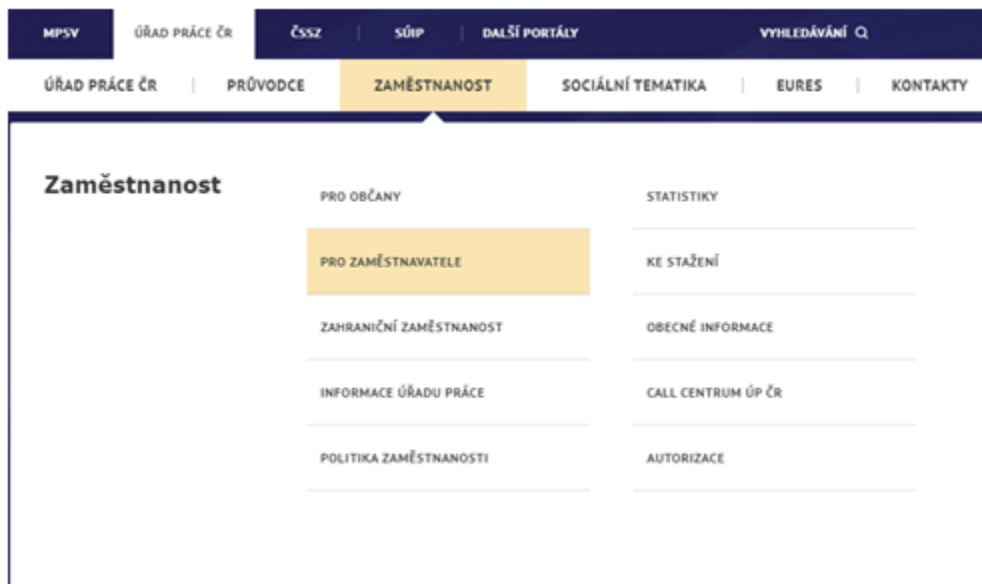 MPSV ÚŘAD PRÁCE ČR ČSSZ SÚIP DALŠÍ PORTÁLY VYHLEDÁVÁNÍ
ÚŘAD PRÁCE ČR PRŮVODCE ZAMĚSTNANOST SOCIÁLNÍ TEMATIKA EURES KONTAKTY
Zaměstnanost
PRO OBČANY
PRO ZAMĚSTNAVATELE
ZAHRANIČNÍ ZAMĚSTNANOST
INFORMACE ÚŘADU PRÁCE
POLITIKA ZAMĚSTNANOSTI
STATISTIKY
KE STAŽENÍ
OBECNÉ INFORMACE
CALL CENTRUM ÚP ČR
AUTORIZACE